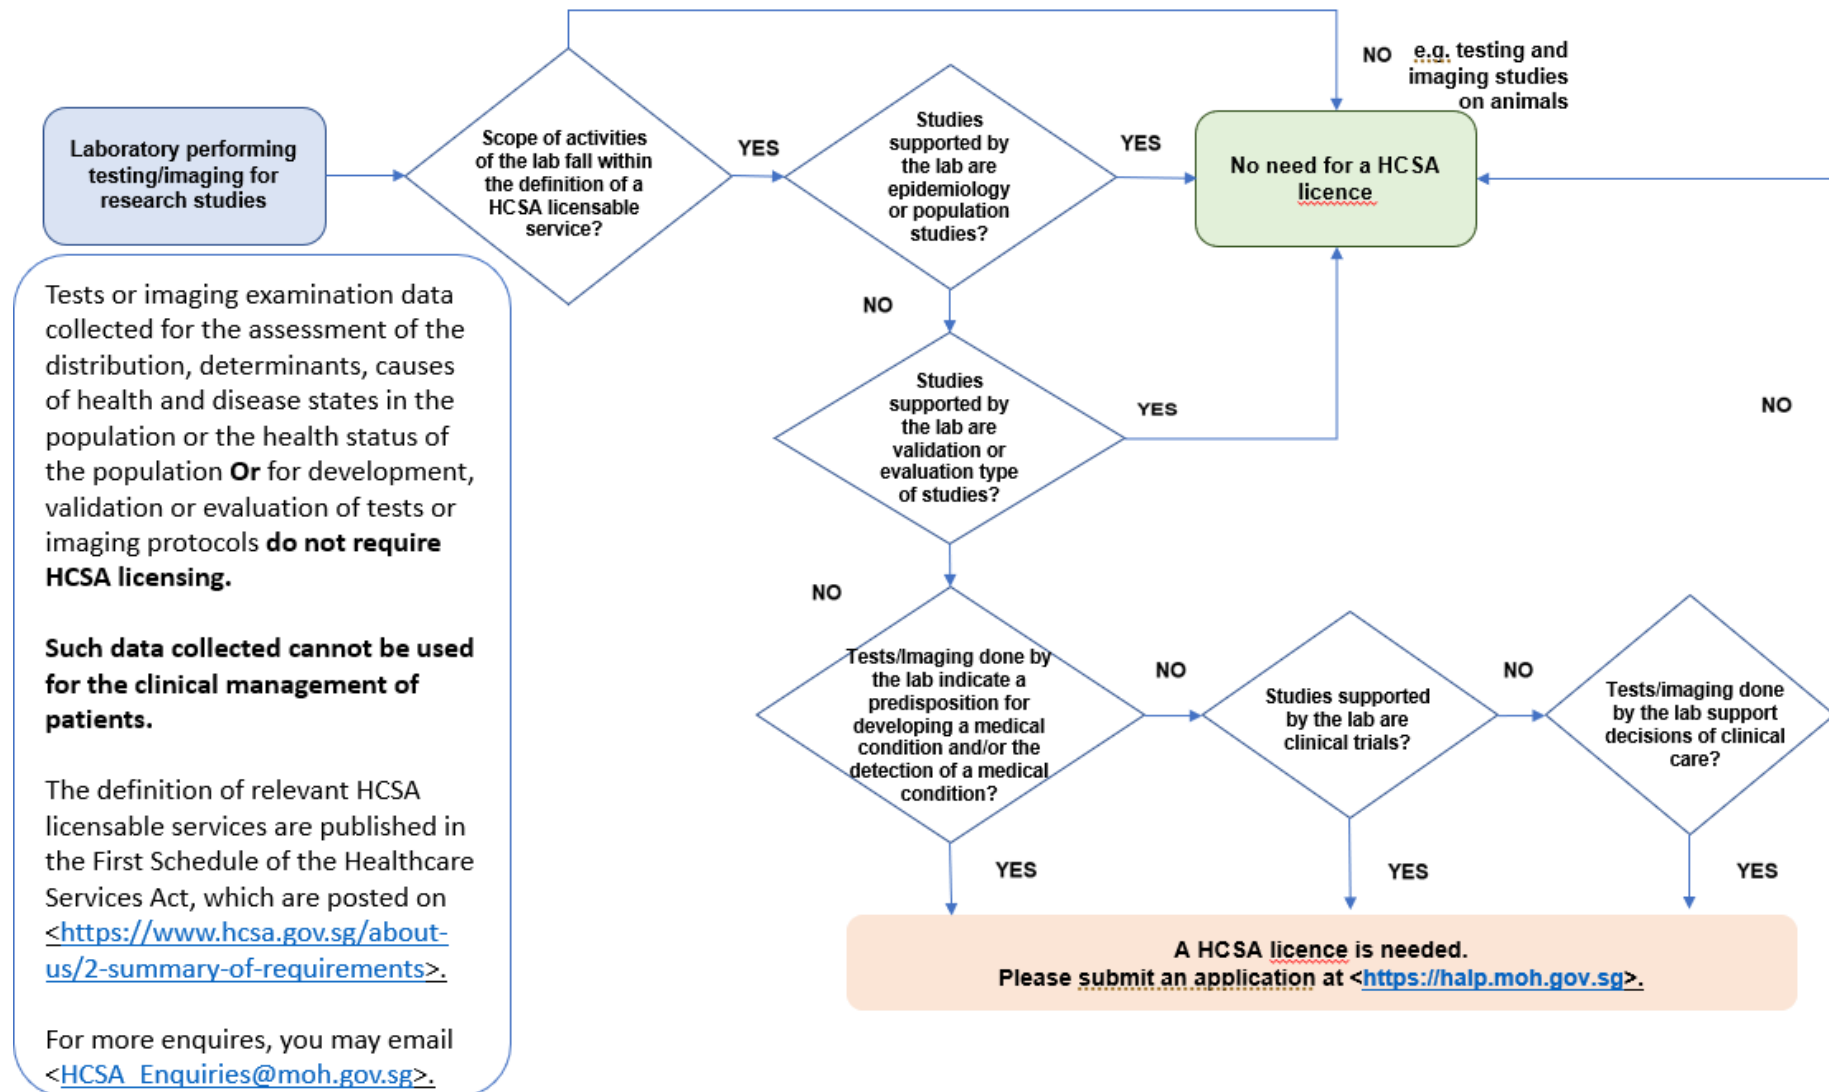 Laboratory performing
testing/imaging for
research studies
Scope of activities
of the lab fall within
the definition of a
HCSA licensable
service?
YES
Studies
supported by
the lab are
epidemiology
or population
studies?
YES
NO
e.g. testing and
imaging studies
on animals
No need for a HCSA
licence
NO
Studies
supported by
the lab are
validation or
evaluation type
of studies?
YES
NO
NO
Tests/Imaging done by
the lab indicate a
predisposition for
developing a medical
condition and/or the
detection of a medical
condition?
NO
Studies supported
by the lab are
clinical trials?
NO
Tests/imaging done
by the lab support
decisions of clinical
care?
YES
YES
YES
A HCSA licence is needed.
Please submit an application at <https://halp.moh.gov.sg>.
Tests or imaging examination data
collected for the assessment of the
distribution, determinants, causes
of health and disease states in the
population or the health status of
the population Or for development,
validation or evaluation of tests or
imaging protocols do not require
HCSA licensing.
Such data collected cannot be used
for the clinical management of
patients.
The definition of relevant HCSA
licensable services are published in
the First Schedule of the Healthcare
Services Act, which are posted on
<https://www.hcsa.gov.sg/about-
us/2-summary-of-requirements>.
For more enquires, you may email
<HCSA_Enquiries@moh.gov.sg>.